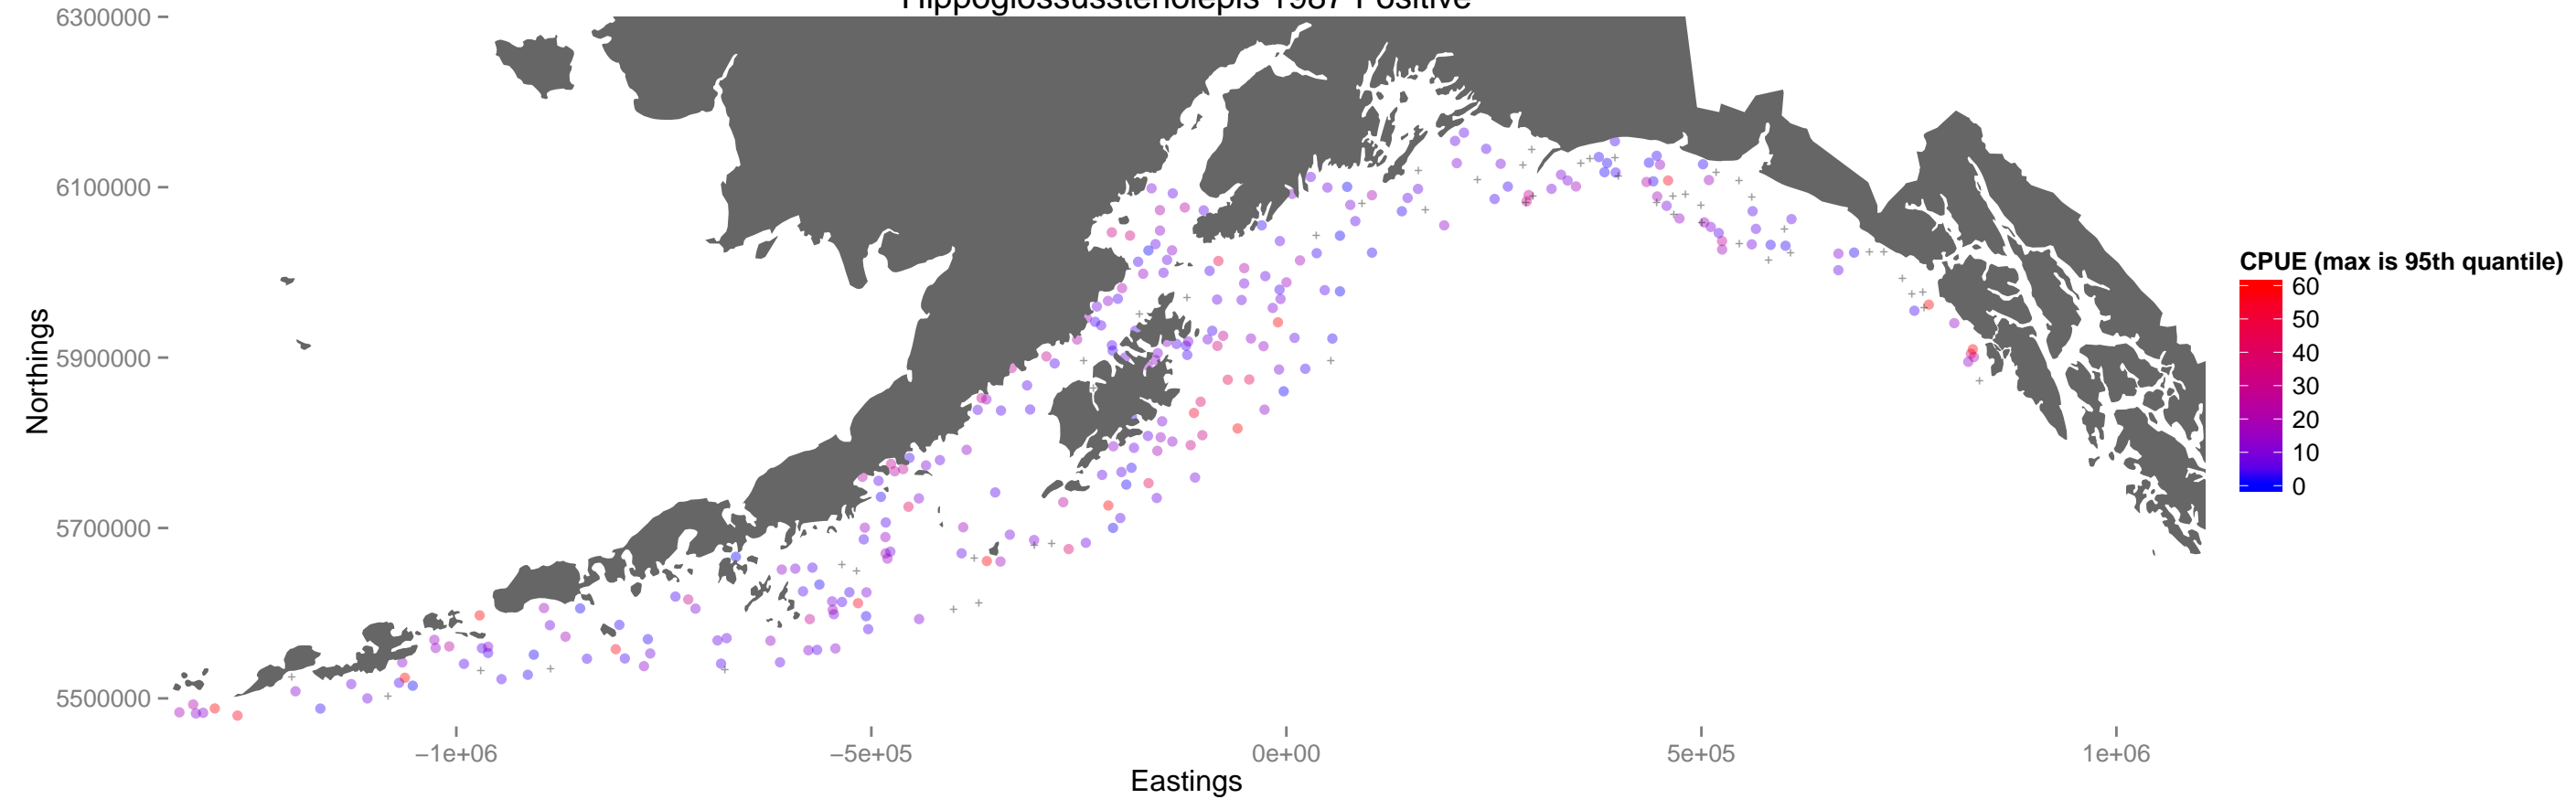 Hippoglossusstenolepis 1987 Positive
6300000
6100000
5900000
5700000
5500000
Northings
−1e+06
−5e+05
0e+00
5e+05
1e+06
Eastings
CPUE (max is 95th quantile)
60
50
40
30
20
10
0